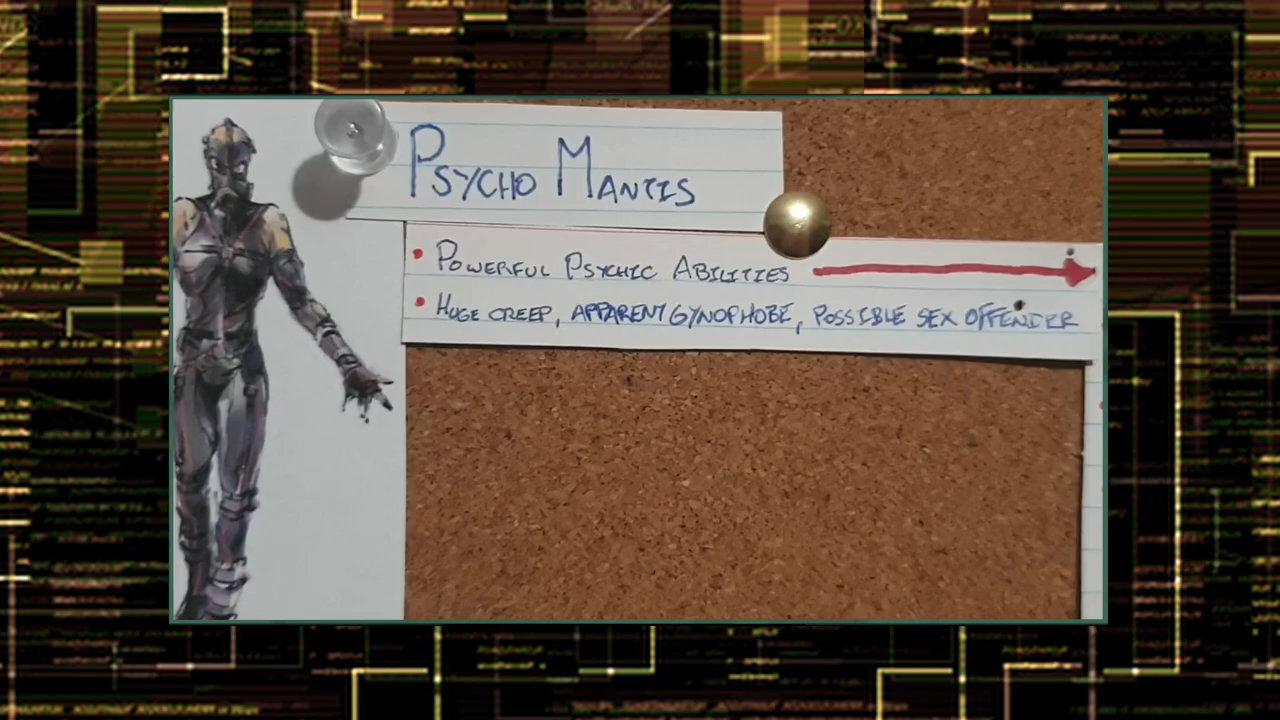 Psycho Mantis
• Powerful Psychic Abilities
• Huge creep, apparent gynophobe, possible sex offender